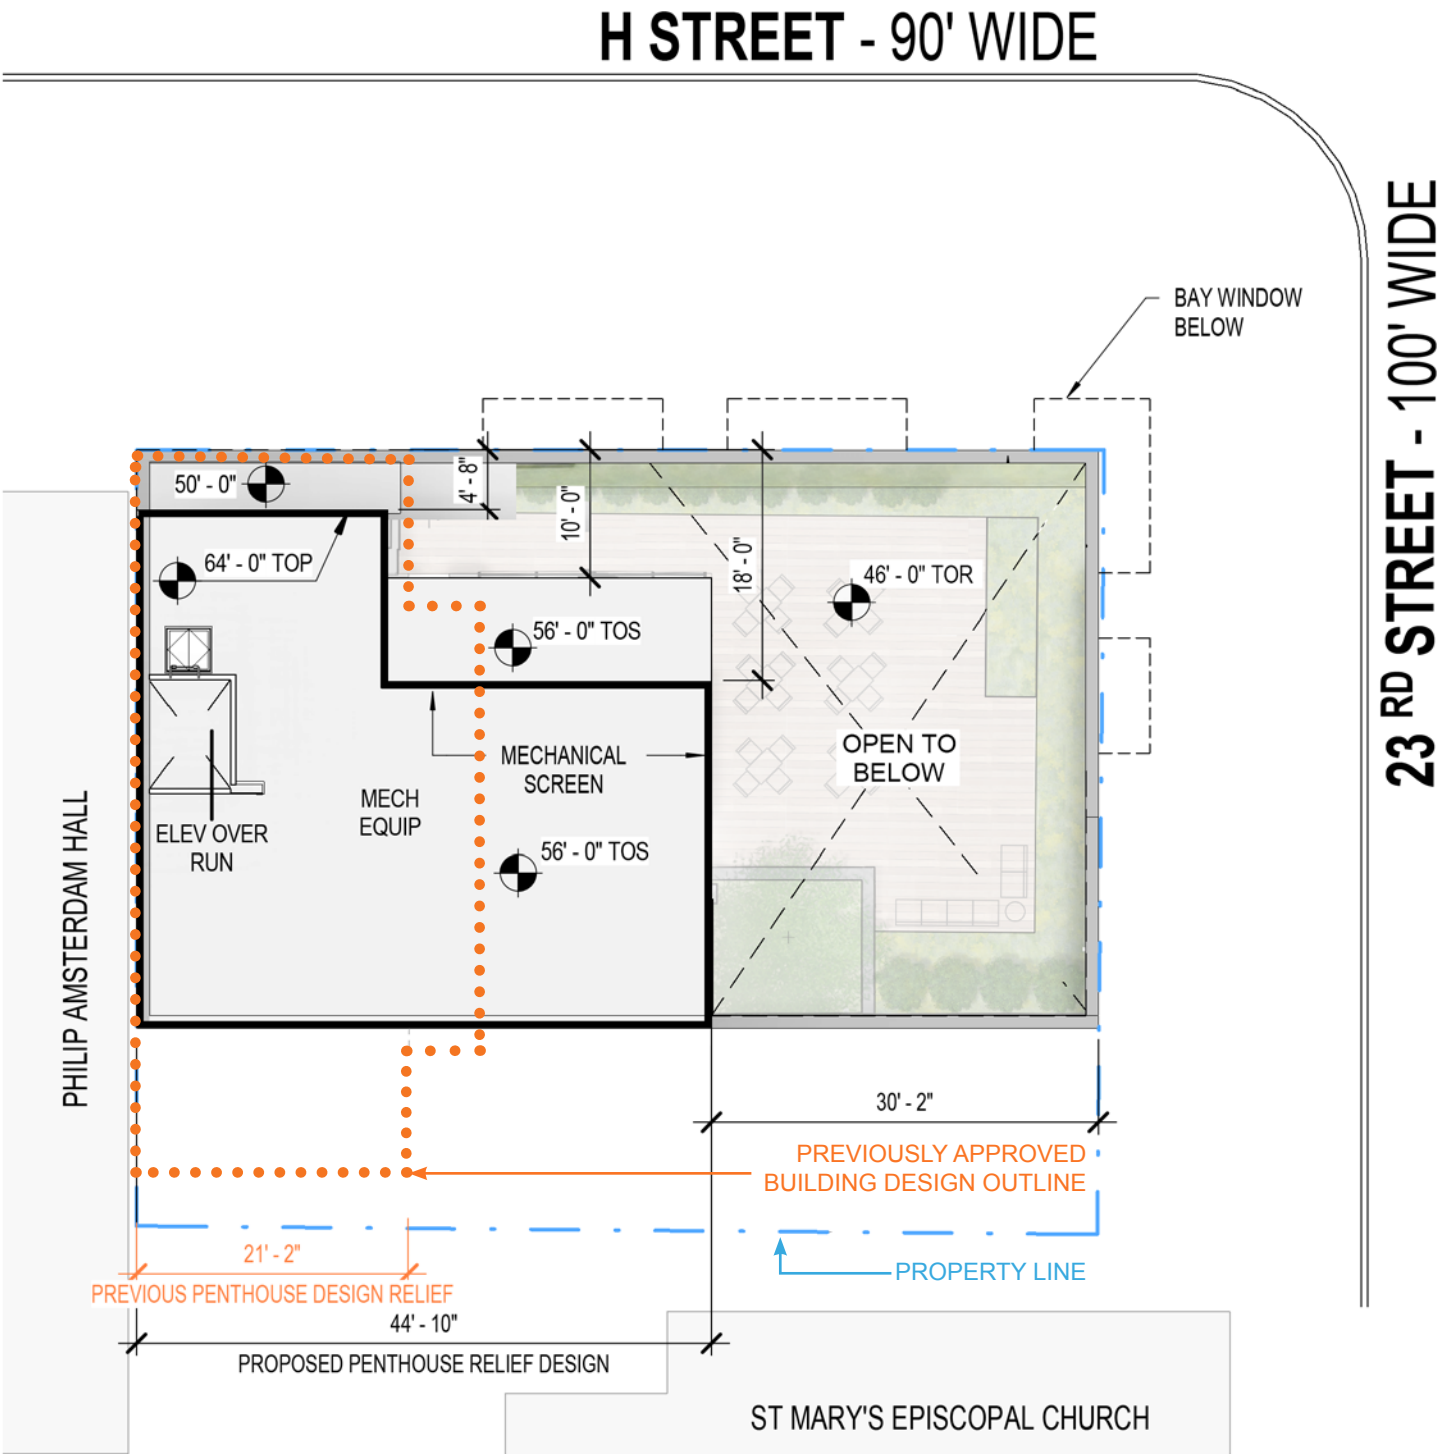 H STREET - 90' WIDE
23 RD STREET - 100' WIDE
BAY WINDOW
BELOW
50' - 0"
4' - 8"
10' - 0"
18' - 0"
64' - 0" TOP
46' - 0" TOR
56' - 0" TOS
OPEN TO
BELOW
MECHANICAL
SCREEN
MECH
EQUIP
ELEV OVER
RUN
56' - 0" TOS
PHILIP AMSTERDAM HALL
30' - 2"
PREVIOUSLY APPROVED
BUILDING DESIGN OUTLINE
21' - 2"
PREVIOUS PENTHOUSE DESIGN RELIEF
PROPERTY LINE
44' - 10"
PROPOSED PENTHOUSE RELIEF DESIGN
ST MARY'S EPISCOPAL CHURCH